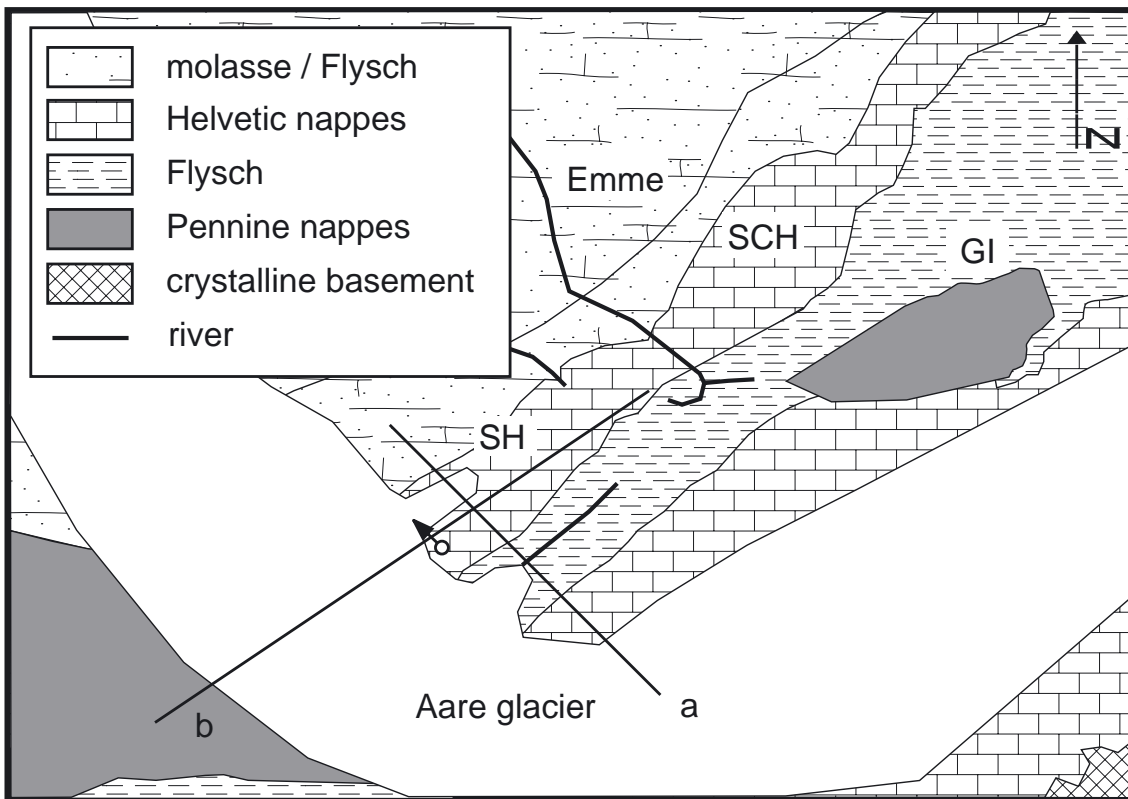 molasse / Flysch
Helvetic nappes
Flysch
Pennine nappes
crystalline basement
river
N
Emme
SCH
GI
SH
Aare glacier
a
b